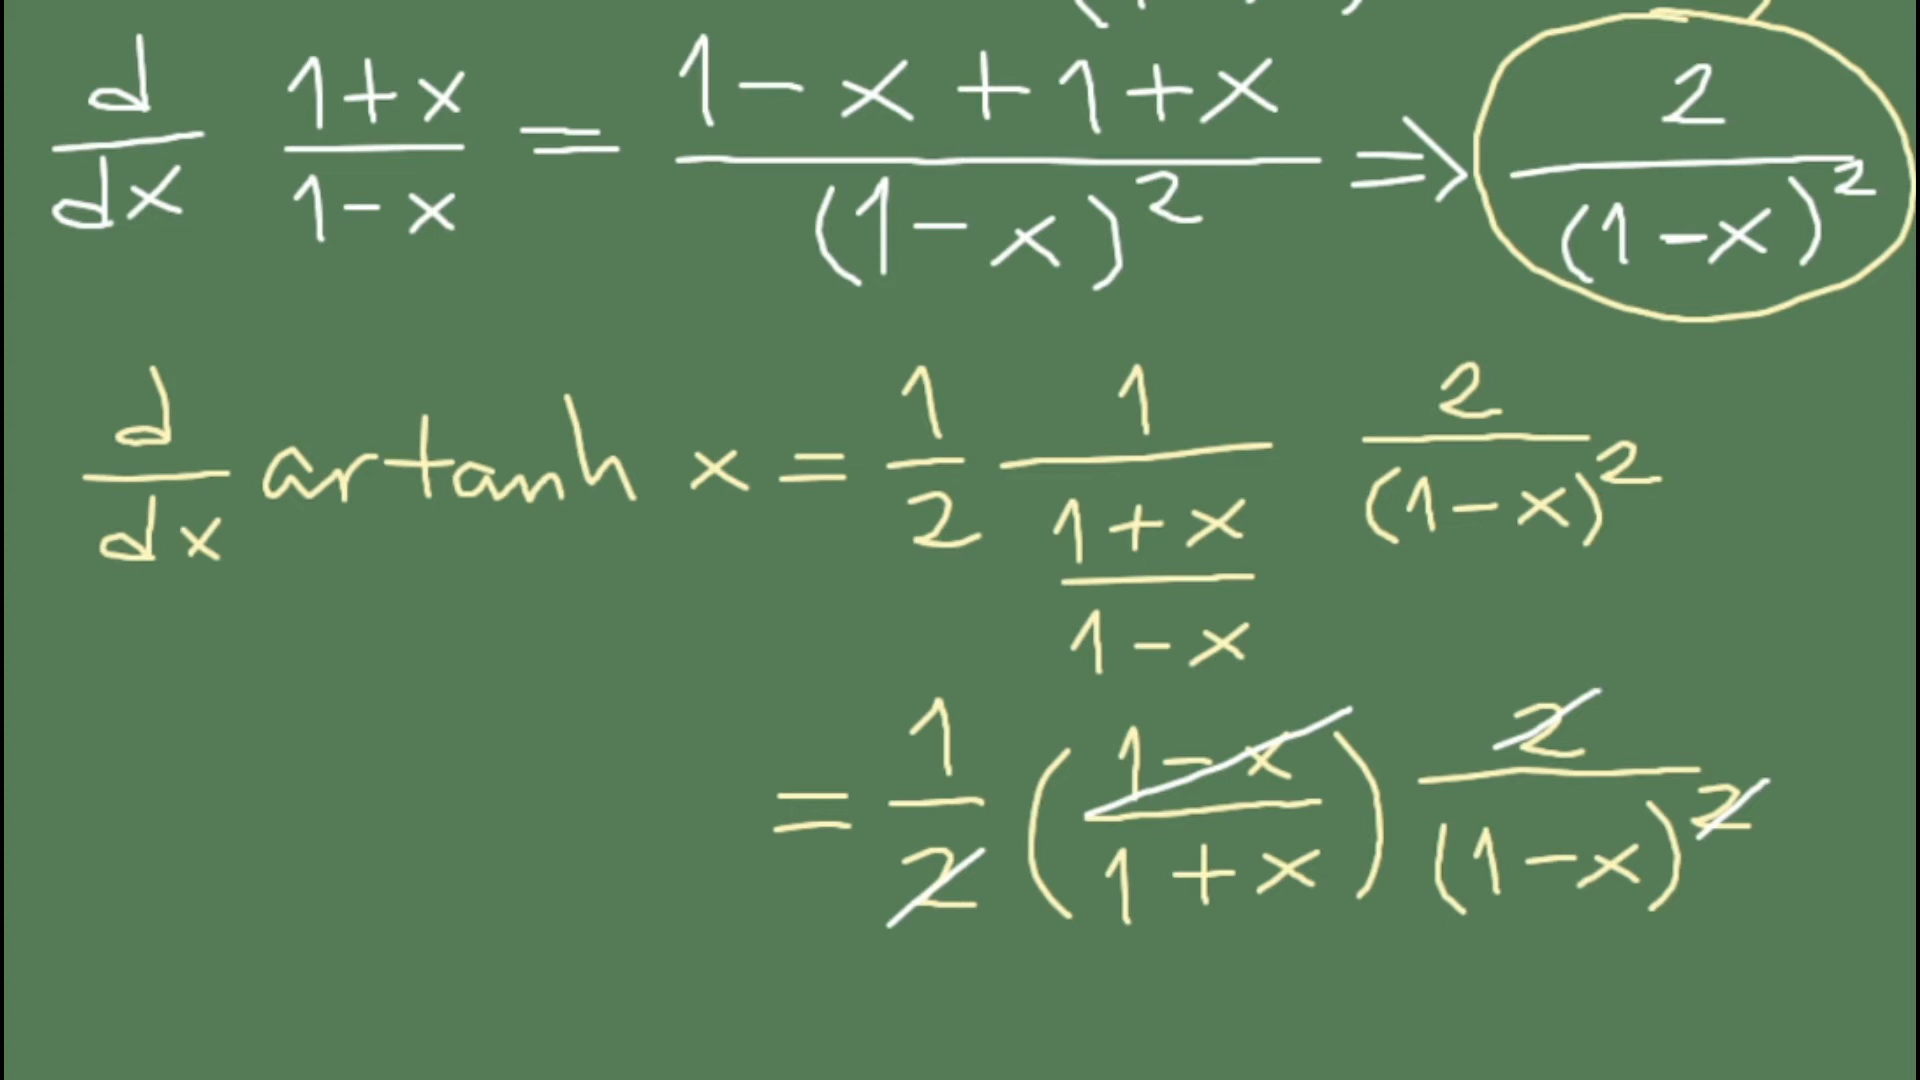 d/dx (1+x)/(1-x) = (1-x+1+x)/(1-x)² ⇒ 2/(1-x)²
d/dx artanh x = 1/2 1/((1+x)/(1-x)) 2/(1-x)²
= 1/2 ((1-x)/(1+x)) 2/(1-x)²